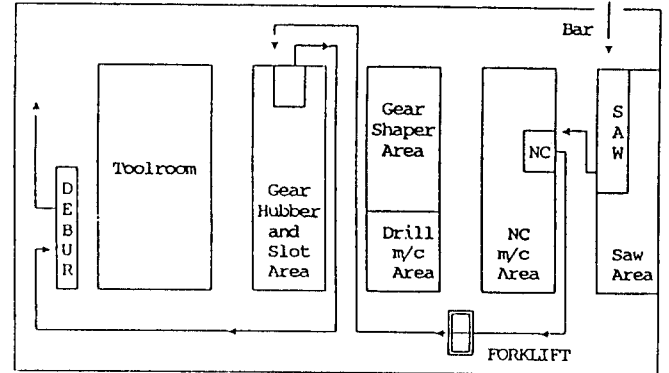 Bar
Toolroom
Gear
Shaper
Area
S
A
W
NC
D
E
B
U
R
Gear
Hubber
and
Slot
Area
Drill
m/c
Area
NC
m/c
Area
Saw
Area
FORKLIFT